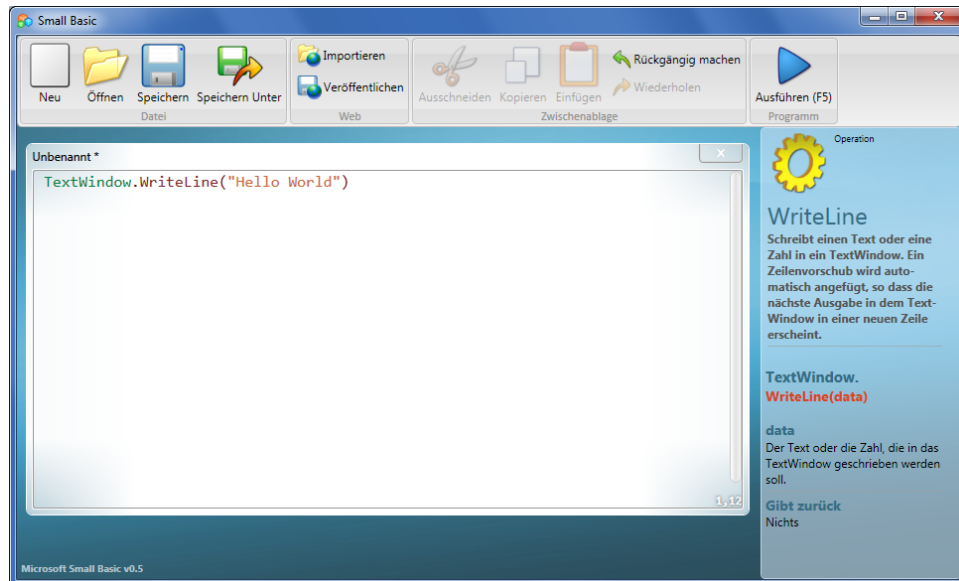 Small Basic
Neu
Öffnen
Speichern
Speichern Unter
Datei
Importieren
Veröffentlichen
Web
Ausschneiden
Kopieren
Einfügen
Rückgängig machen
Wiederholen
Zwischenablage
Ausführen (F5)
Programm
Unbenannt *
TextWindow.WriteLine("Hello World")
1,12
Operation
WriteLine
Schreibt einen Text oder eine
Zahl in ein TextWindow. Ein
Zeilenvorschub wird auto-
matisch angefügt, so dass die
nächste Ausgabe in dem Text-
Window in einer neuen Zeile
erscheint.
TextWindow.
WriteLine(data)
data
Der Text oder die Zahl, die in das
TextWindow geschrieben werden
soll.
Gibt zurück
Nichts
Microsoft Small Basic v0.5